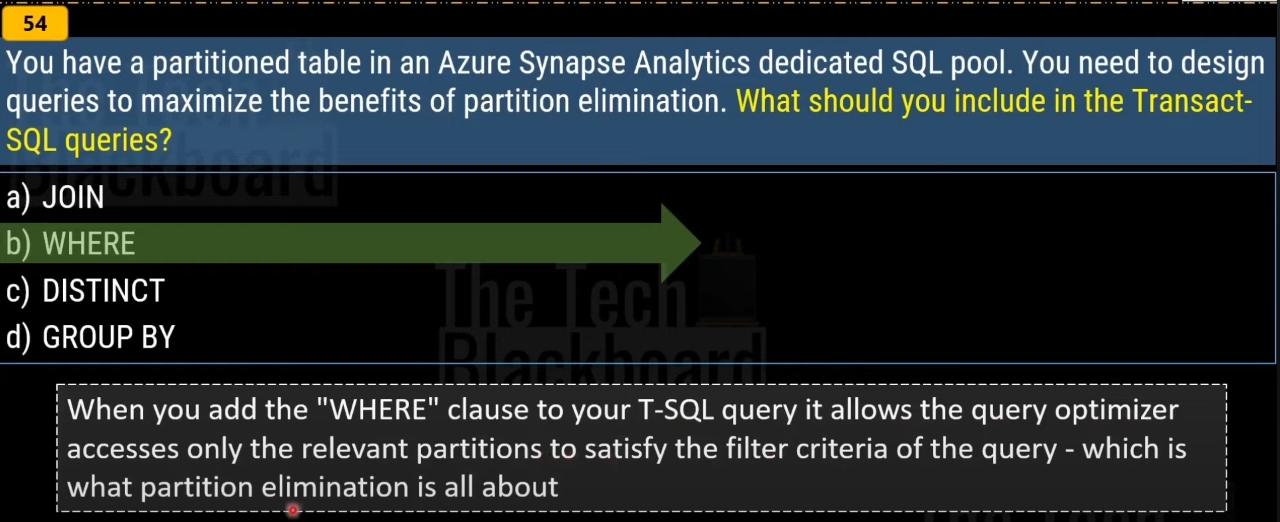 54
You have a partitioned table in an Azure Synapse Analytics dedicated SQL pool. You need to design
queries to maximize the benefits of partition elimination. What should you include in the Transact-
SQL queries?
a) JOIN
b) WHERE
c) DISTINCT
d) GROUP BY
The Tech
Blackboard
When you add the "WHERE" clause to your T-SQL query it allows the query optimizer
accesses only the relevant partitions to satisfy the filter criteria of the query - which is
what partition elimination is all about